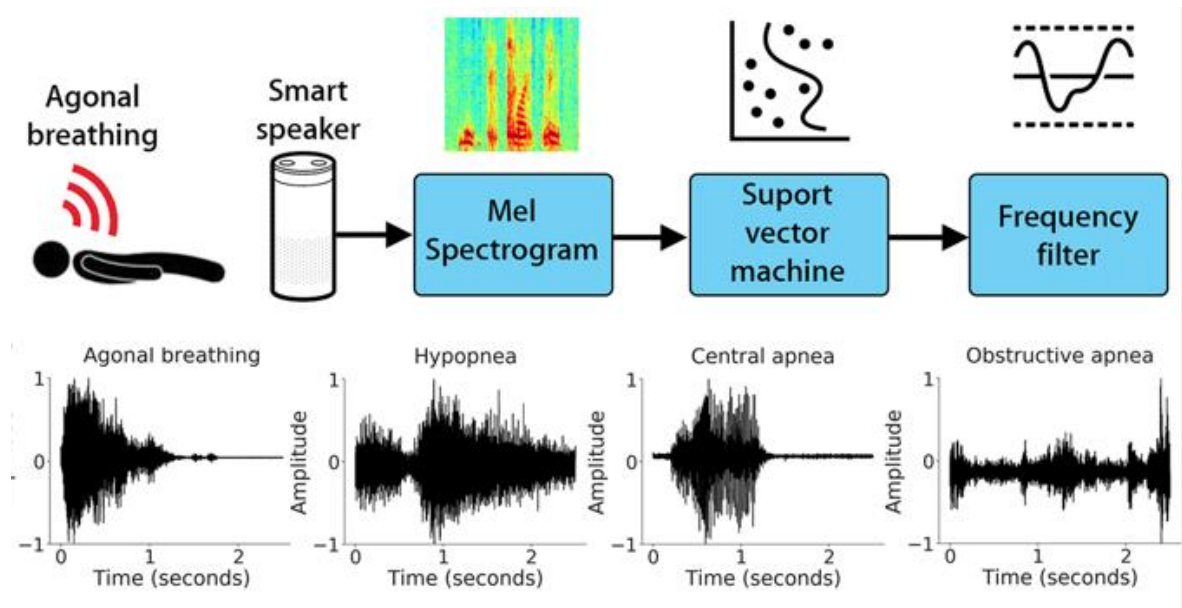 Agonal
breathing
Smart
speaker
Mel
Spectrogram
Suport
vector
machine
Frequency
filter
Agonal breathing
1
0
−1
0
1
2
Time (seconds)
Hypopnea
Amplitude
1
0
−1
0
1
2
Time (seconds)
Central apnea
Amplitude
1
0
−1
0
1
2
Time (seconds)
Obstructive apnea
Amplitude
1
0
−1
0
1
2
Time (seconds)